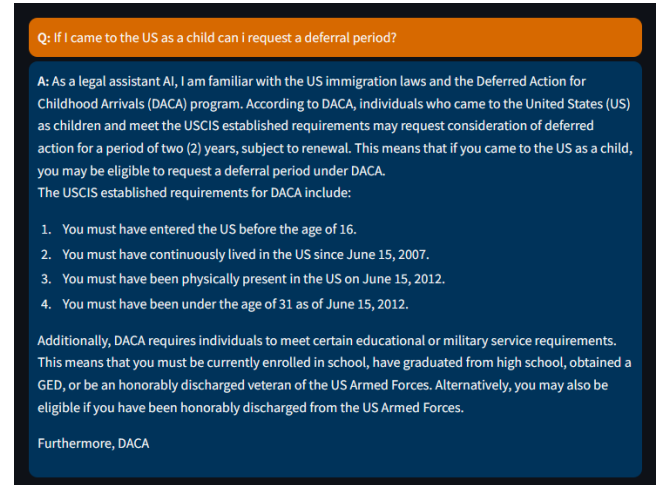 Q: If I came to the US as a child can i request a deferral period?
A: As a legal assistant AI, I am familiar with the US immigration laws and the Deferred Action for
Childhood Arrivals (DACA) program. According to DACA, individuals who came to the United States (US)
as children and meet the USCIS established requirements may request consideration of deferred
action for a period of two (2) years, subject to renewal. This means that if you came to the US as a child,
you may be eligible to request a deferral period under DACA.
The USCIS established requirements for DACA include:
1. You must have entered the US before the age of 16.
2. You must have continuously lived in the US since June 15, 2007.
3. You must have been physically present in the US on June 15, 2012.
4. You must have been under the age of 31 as of June 15, 2012.
Additionally, DACA requires individuals to meet certain educational or military service requirements.
This means that you must be currently enrolled in school, have graduated from high school, obtained a
GED, or be an honorably discharged veteran of the US Armed Forces. Alternatively, you may also be
eligible if you have been honorably discharged from the US Armed Forces.
Furthermore, DACA